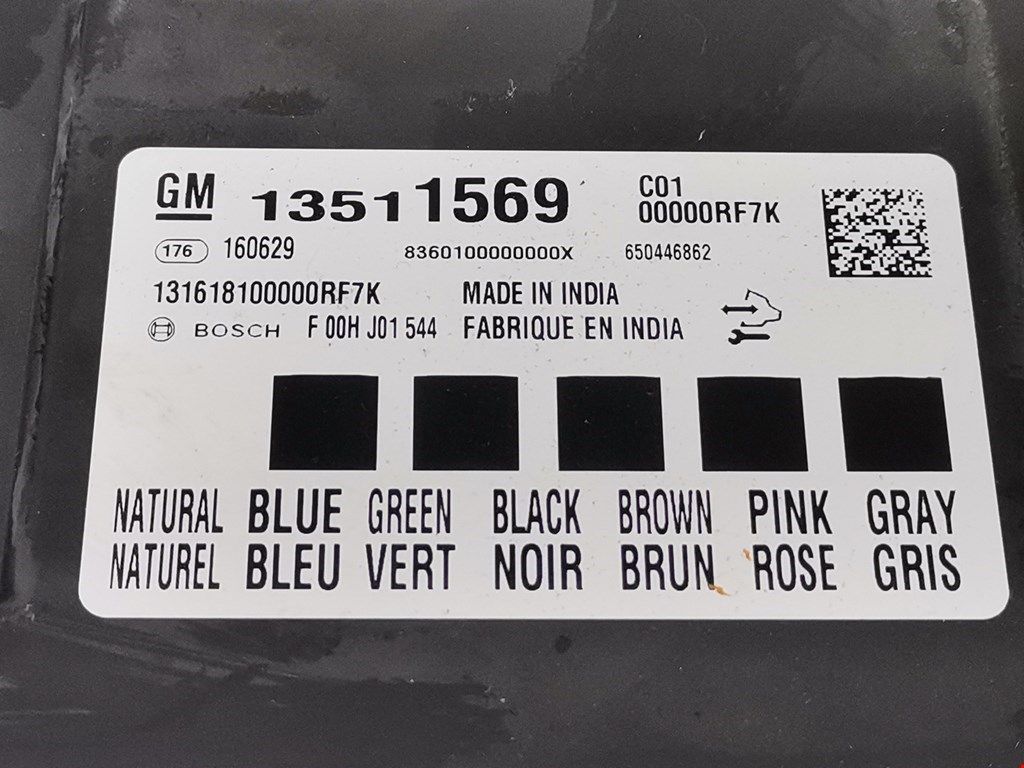 GM 13511569 C01
00000RF7K
176 160629 8360100000000X 650446862
131618100000RF7K MADE IN INDIA
BOSCH F 00H J01 544 FABRIQUE EN INDIA
NATURAL BLUE GREEN BLACK BROWN PINK GRAY
NATUREL BLEU VERT NOIR BRUN ROSE GRIS